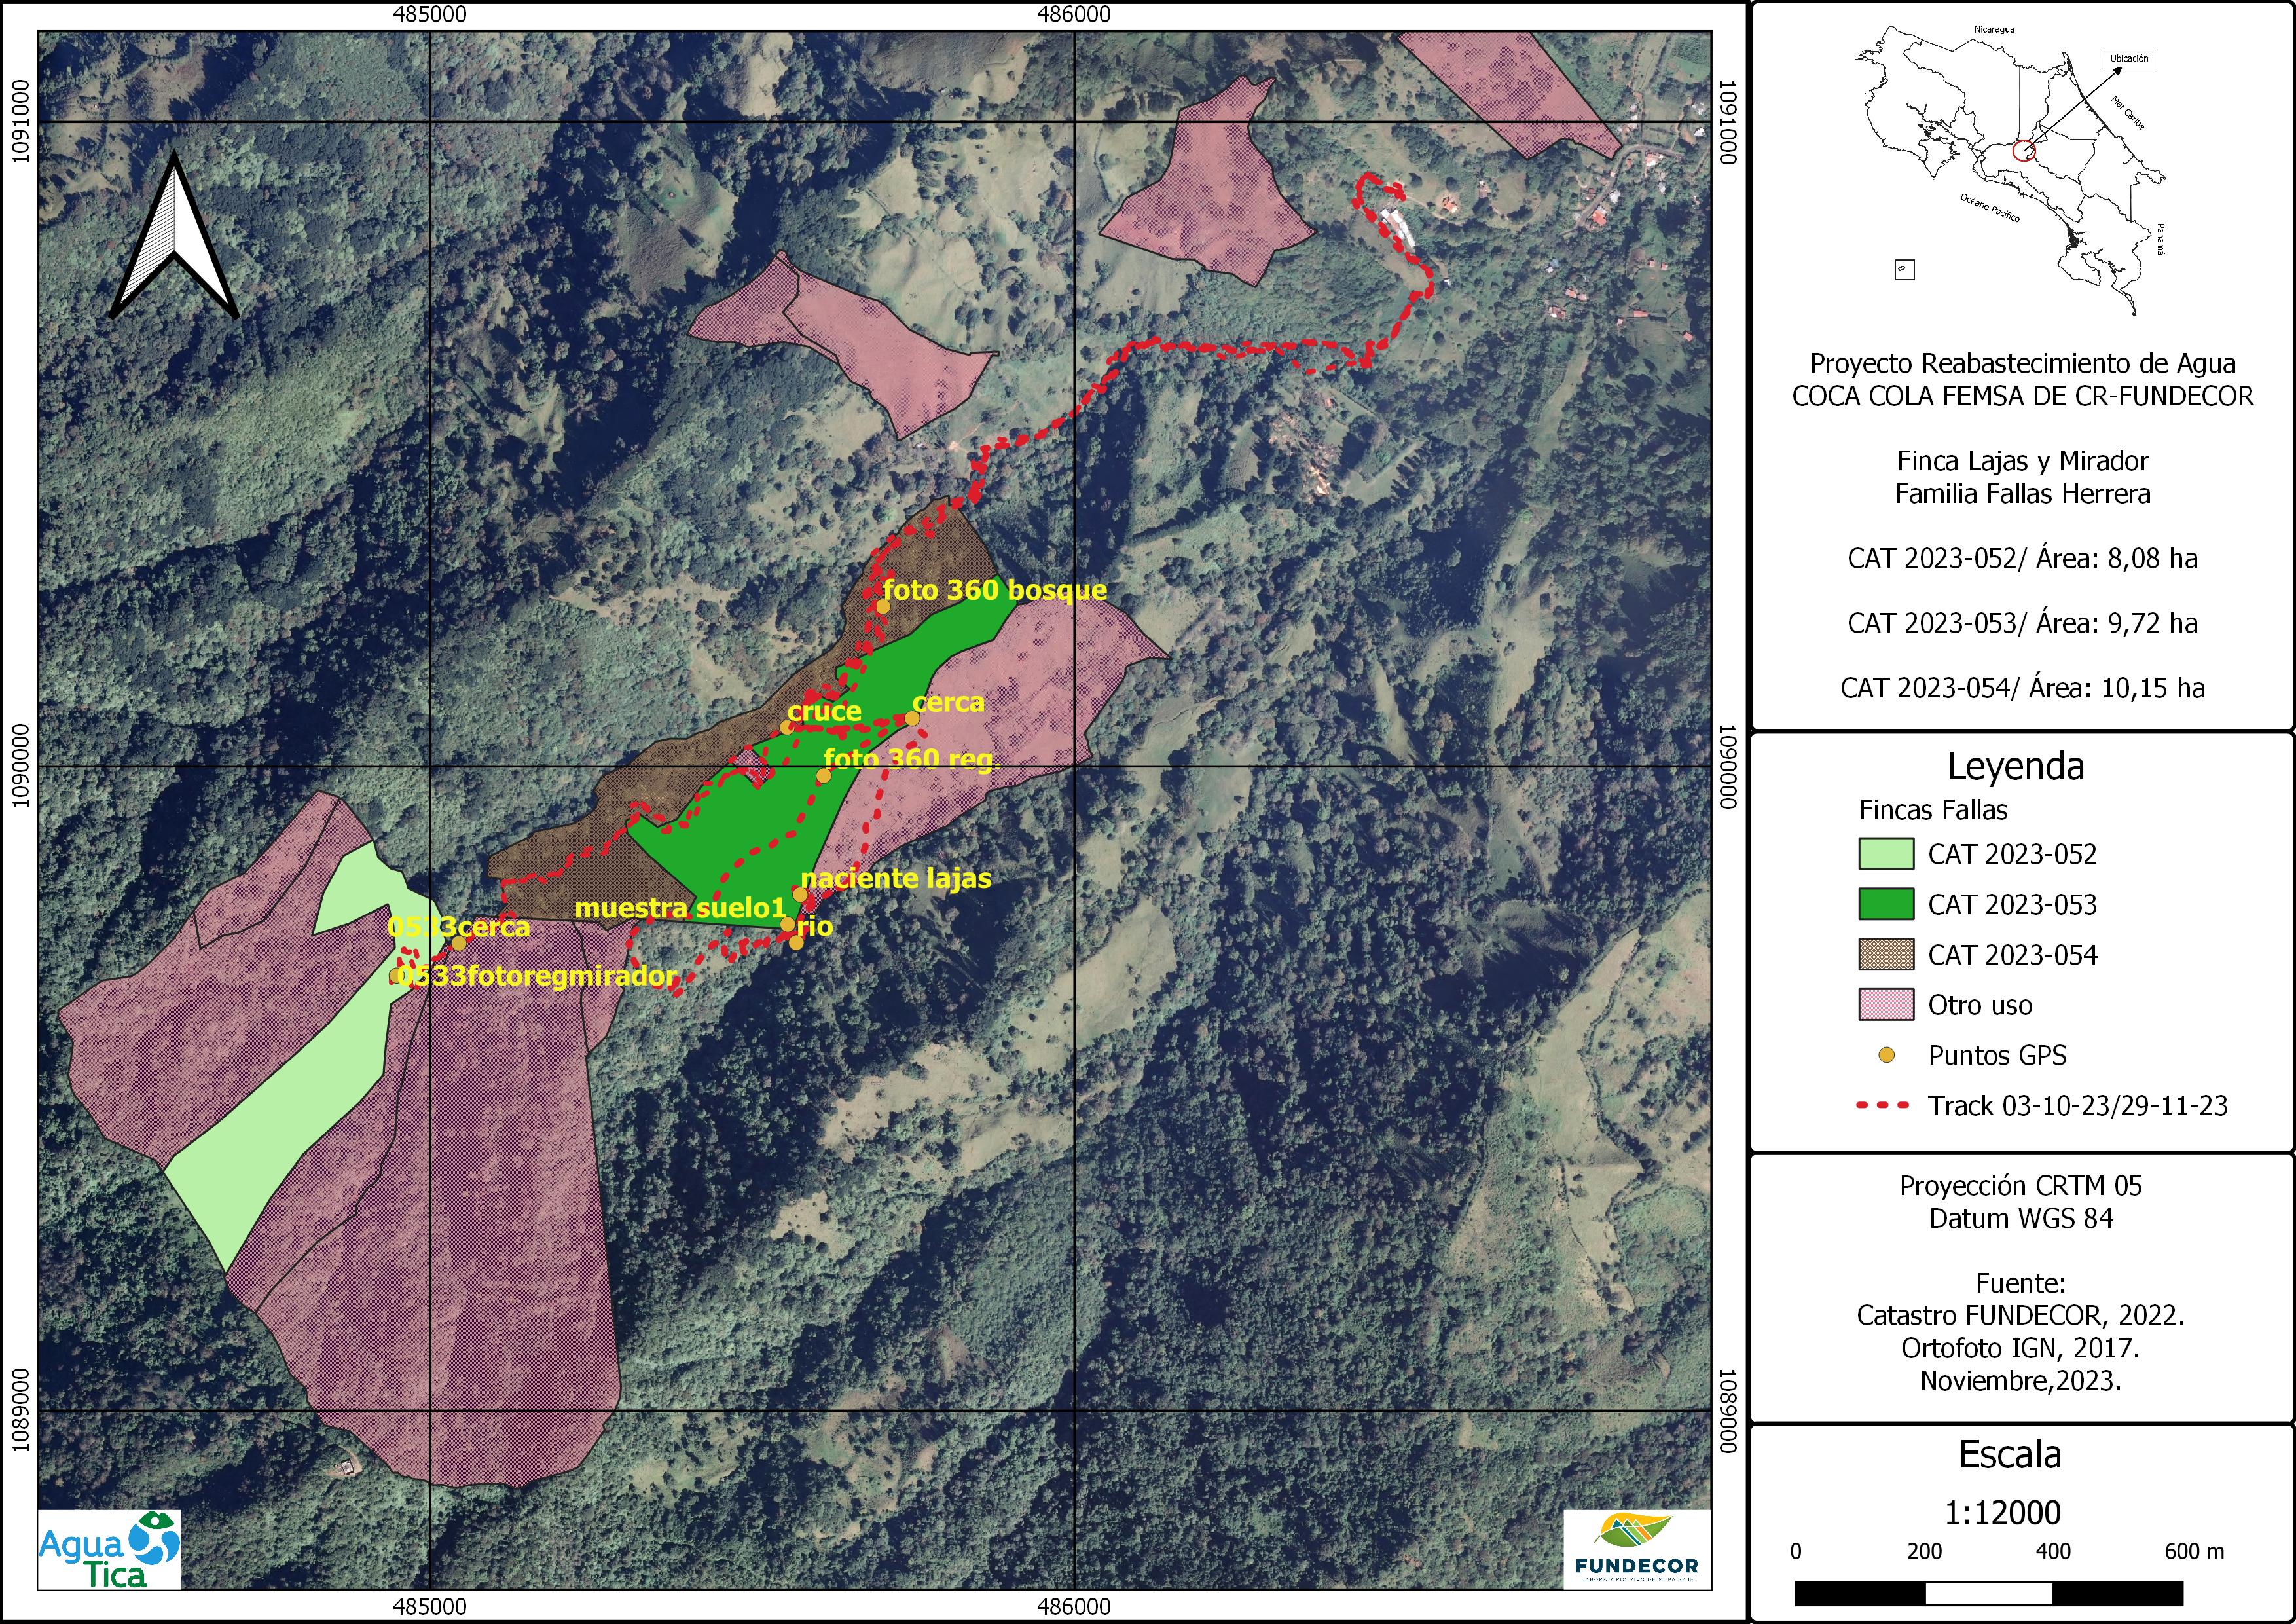 485000
486000
1091000
1091000
foto 360 bosque
cruce
cerca
1090000
1090000
foto 360 reg.
naciente lajas
muestra suelo1
rio
0533cerca
0533fotoregmirador
1089000
1089000
Agua
Tica
FUNDECOR
LABORATORIO VIVO DE MI PAISAJE
485000
486000
Nicaragua
Ubicación
Mar Caribe
Océano Pacífico
Panamá
Proyecto Reabastecimiento de Agua
COCA COLA FEMSA DE CR-FUNDECOR
Finca Lajas y Mirador
Familia Fallas Herrera
CAT 2023-052/ Área: 8,08 ha
CAT 2023-053/ Área: 9,72 ha
CAT 2023-054/ Área: 10,15 ha
Leyenda
Fincas Fallas
CAT 2023-052
CAT 2023-053
CAT 2023-054
Otro uso
Puntos GPS
Track 03-10-23/29-11-23
Proyección CRTM 05
Datum WGS 84
Fuente:
Catastro FUNDECOR, 2022.
Ortofoto IGN, 2017.
Noviembre,2023.
Escala
1:12000
0 200 400 600 m